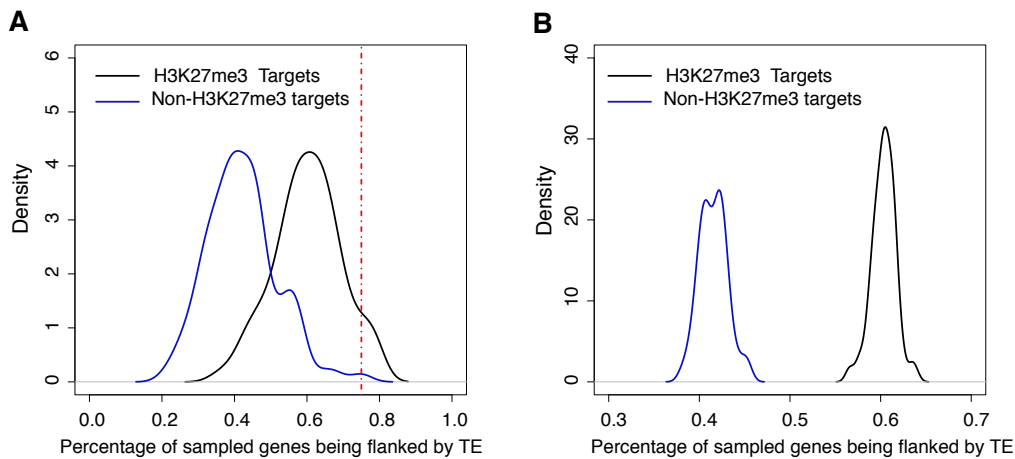 A
H3K27me3 Targets
Non-H3K27me3 targets
Density
0 1 2 3 4 5 6
0.0 0.2 0.4 0.6 0.8 1.0
Percentage of sampled genes being flanked by TE
B
H3K27me3 Targets
Non-H3K27me3 targets
Density
0 10 20 30 40
0.3 0.4 0.5 0.6 0.7
Percentage of sampled genes being flanked by TE